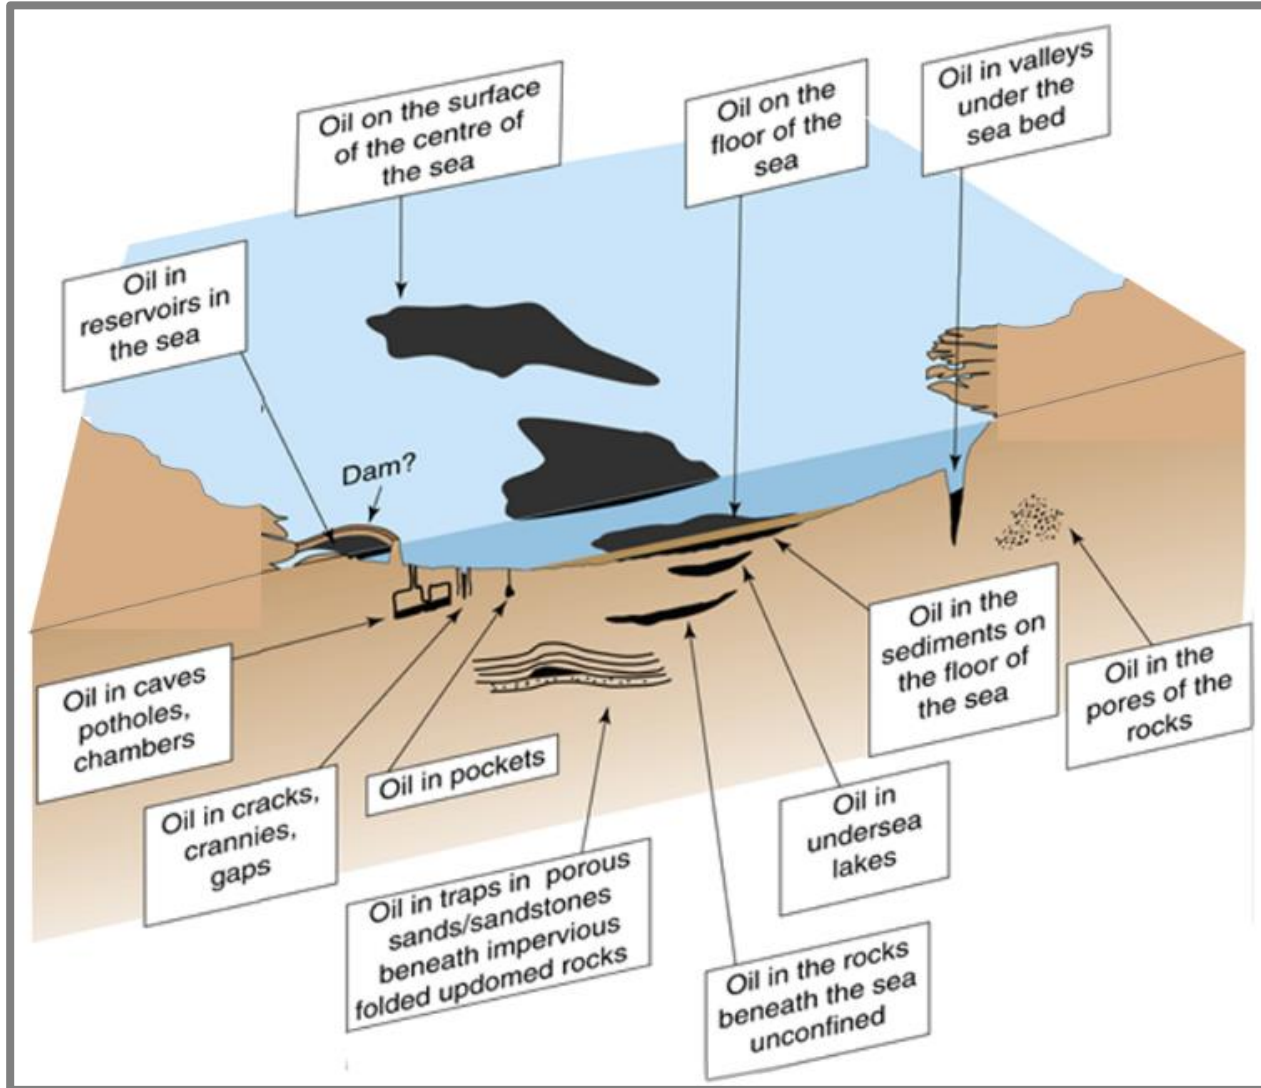 Oil on the surface
of the centre of
the sea
Oil on the
floor of the
sea
Oil in valleys
under the
sea bed
Oil in
reservoirs in
the sea
Dam?
Oil in caves
potholes,
chambers
Oil in cracks,
crannies,
gaps
Oil in pockets
Oil in traps in porous
sands/sandstones
beneath impervious
folded updomed rocks
Oil in the rocks
beneath the sea
unconfined
Oil in
undersea
lakes
Oil in the
sediments on
the floor of
the sea
Oil in the
pores of the
rocks